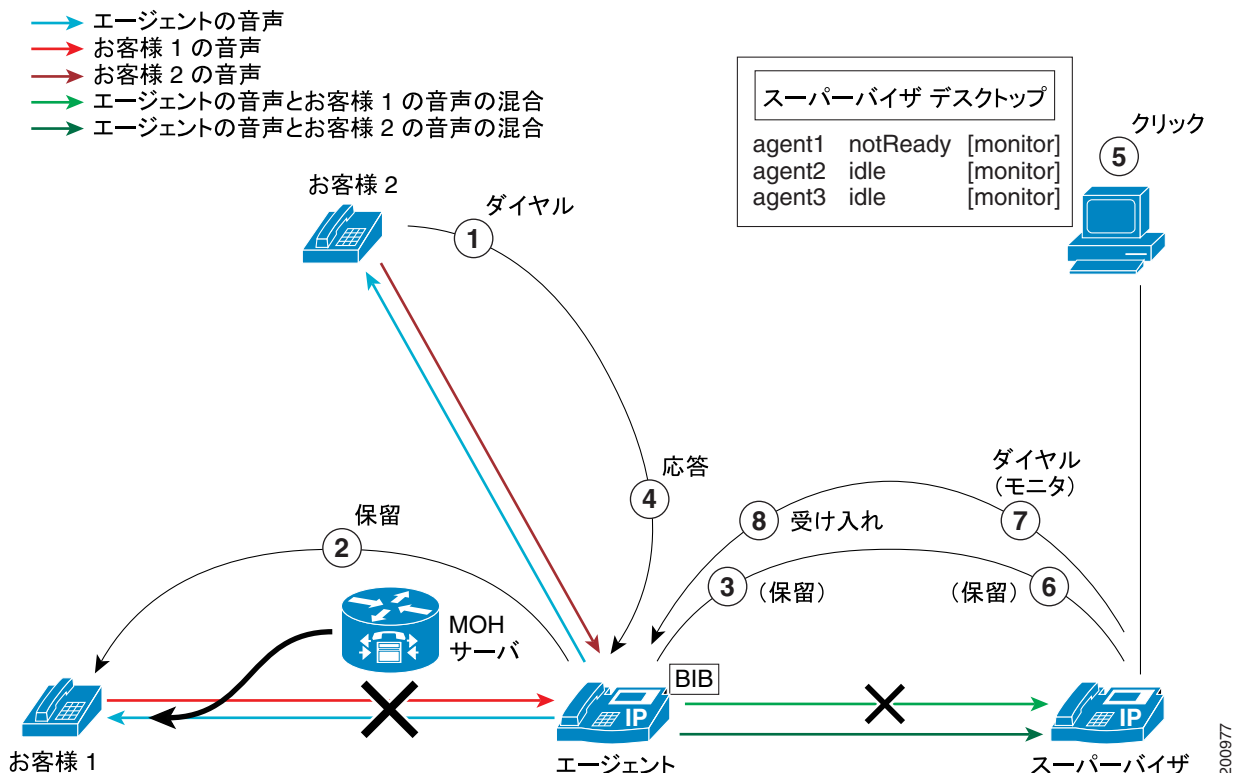 エージェントの音声
お客様 1 の音声
お客様 2 の音声
エージェントの音声とお客様 1 の音声の混合
エージェントの音声とお客様 2 の音声の混合
スーパーバイザ デスクトップ
agent1 notReady [monitor]
agent2 idle [monitor]
agent3 idle [monitor]
クリック
5
お客様 2
ダイヤル
1
応答
4
ダイヤル
（モニタ）
7
8 受け入れ
保留
2
3 （保留）
（保留） 6
MOH
サーバ
BIB
IP
IP
お客様 1
エージェント
スーパーバイザ
200977